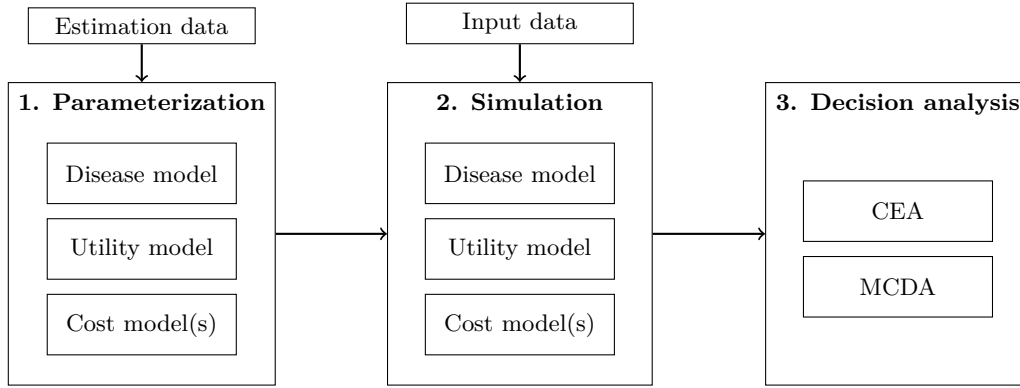 Estimation data
Input data
1. Parameterization
2. Simulation
3. Decision analysis
Disease model
Utility model
Cost model(s)
Disease model
Utility model
Cost model(s)
CEA
MCDA